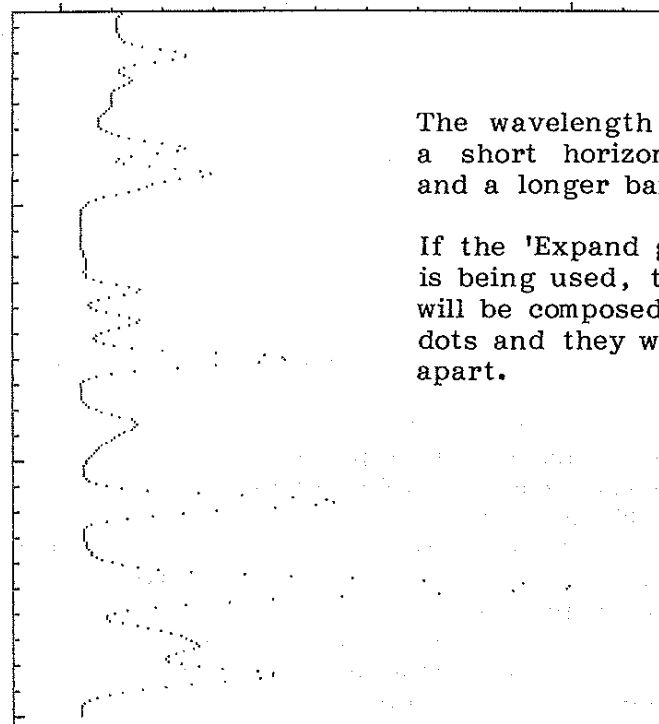 The wavelength
a short horizon
and a longer ba
If the 'Expand
is being used, t
will be composed
dots and they w
apart.